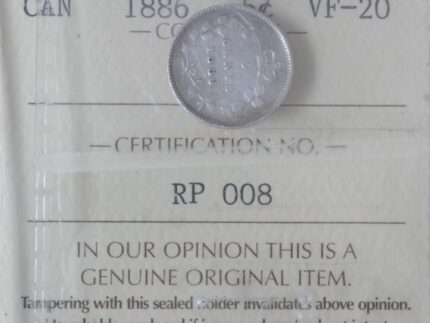 CAN 1886 5¢ VF-20
— CO
— CERTIFICATION NO. —
RP 008
IN OUR OPINION THIS IS A
GENUINE ORIGINAL ITEM.
Tampering with this sealed holder invalidates above opinion.